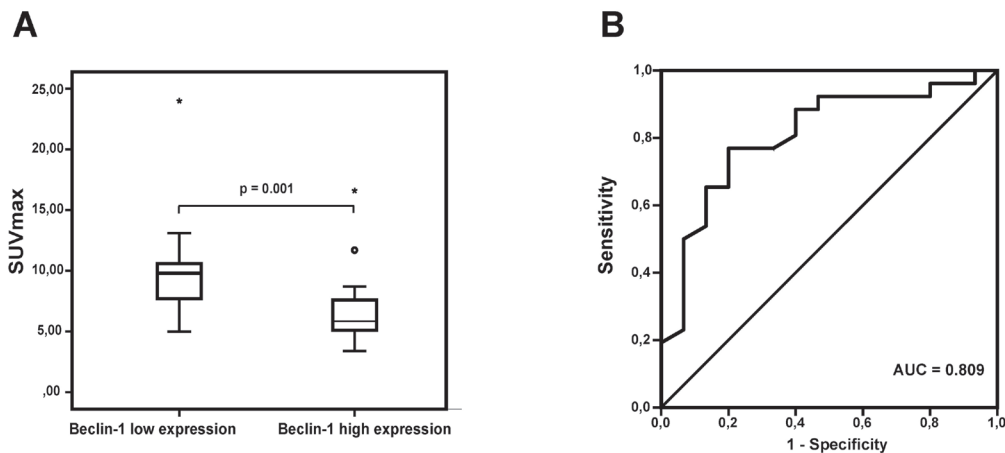 A
B
25,00
20,00
15,00
10,00
5,00
,00
SUVmax
*
*
p = 0.001
Beclin-1 low expression
Beclin-1 high expression
1,0
0,8
0,6
0,4
0,2
0,0
Sensitivity
AUC = 0.809
0,0
0,2
0,4
0,6
0,8
1,0
1 - Specificity